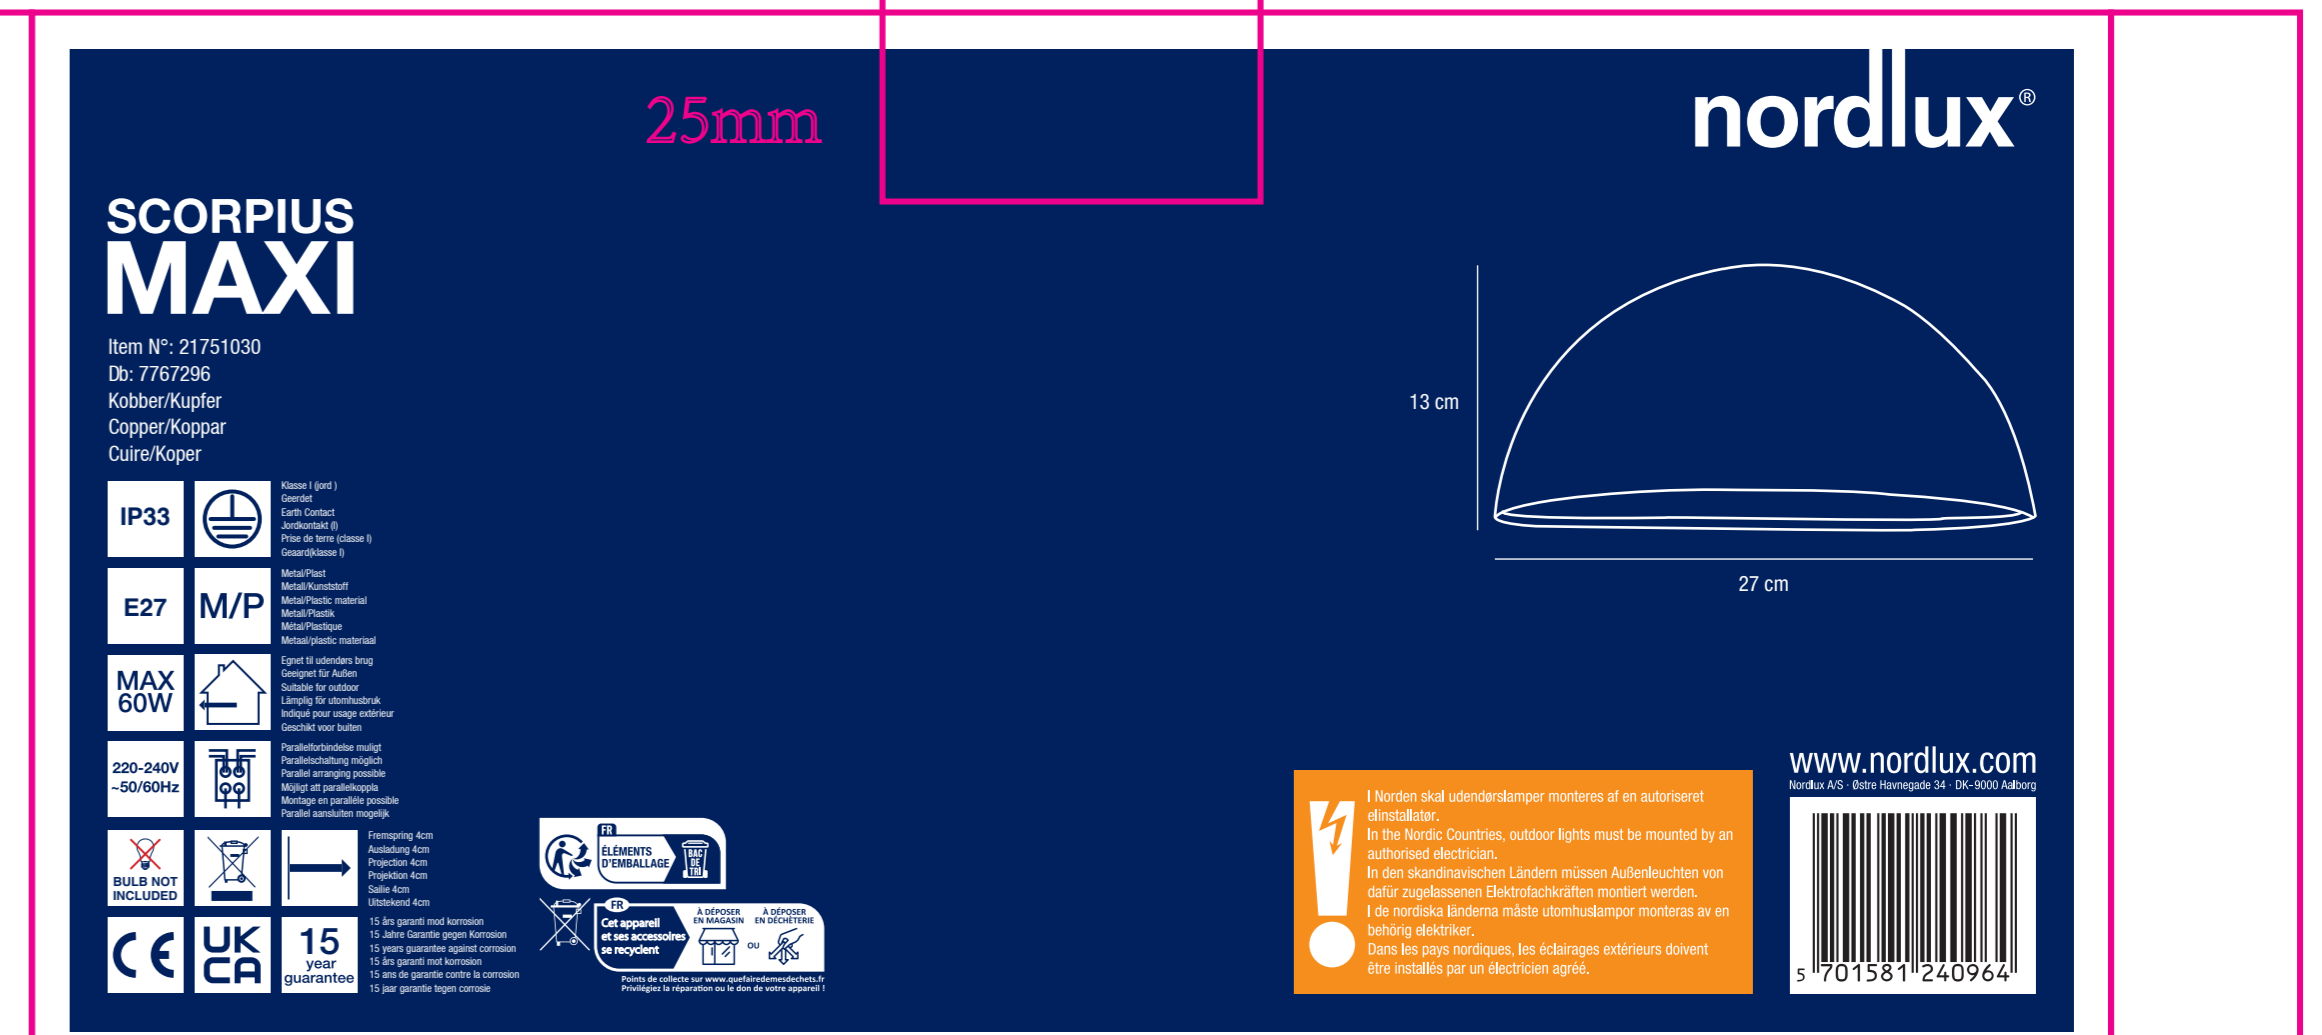 25mm
nordlux®
SCORPIUS
MAXI
Item N°: 21751030
Db: 7767296
Kobber/Kupfer
Copper/Koppar
Cuire/Koper
IP33
Klasse I (jord )
Geerdet
Earth Contact
Jordkontakt (I)
Prise de terre (classe I)
Geaard(klasse I)
E27
M/P
Metal/Plast
Metall/Kunststoff
Metal/Plastic material
Metall/Plastik
Métal/Plastique
Metaal/plastic materiaal
MAX
60W
Egnet til udendørs brug
Geeignet für Außen
Suitable for outdoor
Lämplig för utomhusbruk
Indiqué pour usage extérieur
Geschikt voor buiten
220-240V
~50/60Hz
Parallelforbindelse muligt
Parallelschaltung möglich
Parallel arranging possible
Möjligt att parallelkoppla
Montage en paralléle possible
Parallel aansluiten mogelijk
BULB NOT
INCLUDED
Fremspring 4cm
Ausladung 4cm
Projection 4cm
Projektion 4cm
Saillie 4cm
Uitstekend 4cm
CE
UK
CA
15
year
guarantee
15 års garanti mod korrosion
15 Jahre Garantie gegen Korrosion
15 years guarantee against corrosion
15 års garanti mot korrosion
15 ans de garantie contre la corrosion
15 jaar garantie tegen corrosie
FR
ÉLÉMENTS
D'EMBALLAGE
BAC
DE
TRI
FR
Cet appareil
et ses accessoires
se recyclent
À DÉPOSER
EN MAGASIN
OU
À DÉPOSER
EN DÉCHÈTERIE
Points de collecte sur www.quefairedemesdechets.fr
Privilégiez la réparation ou le don de votre appareil !
13 cm
27 cm
I Norden skal udendørslamper monteres af en autoriseret
elinstallatør.
In the Nordic Countries, outdoor lights must be mounted by an
authorised electrician.
In den skandinavischen Ländern müssen Außenleuchten von
dafür zugelassenen Elektrofachkräften montiert werden.
I de nordiska länderna måste utomhuslampor monteras av en
behörig elektriker.
Dans les pays nordiques, les éclairages extérieurs doivent
être installés par un électricien agréé.
www.nordlux.com
Nordlux A/S · Østre Havnegade 34 · DK-9000 Aalborg
5 701581 240964